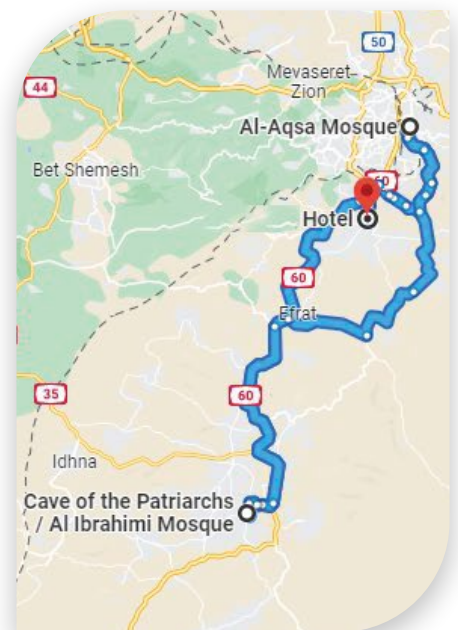 50
Mevaseret-
Zion
44
Al-Aqsa Mosque
Bet Shemesh
60
Hotel
60
Efrat
35
60
Idhna
Cave of the Patriarchs
/ Al Ibrahimi Mosque